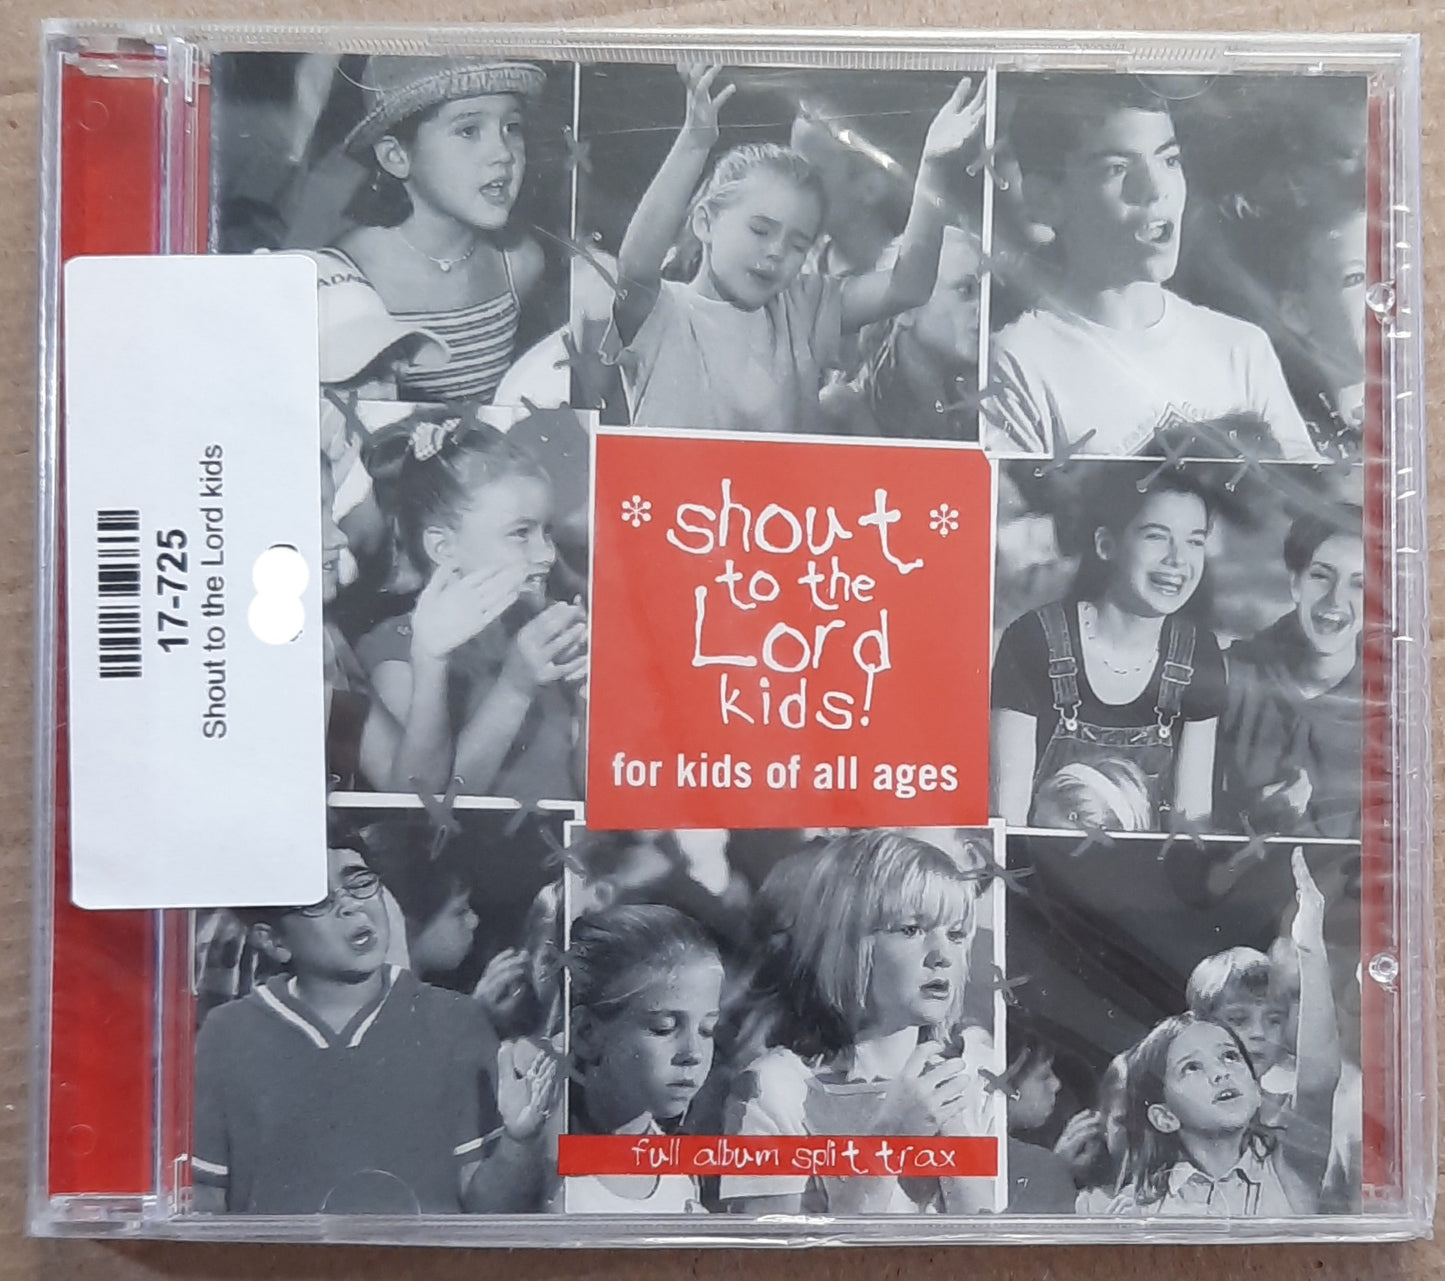 17-725
Shout to the Lord kids
*shout*
to the
Lord
kids!
for kids of all ages
full album split trax